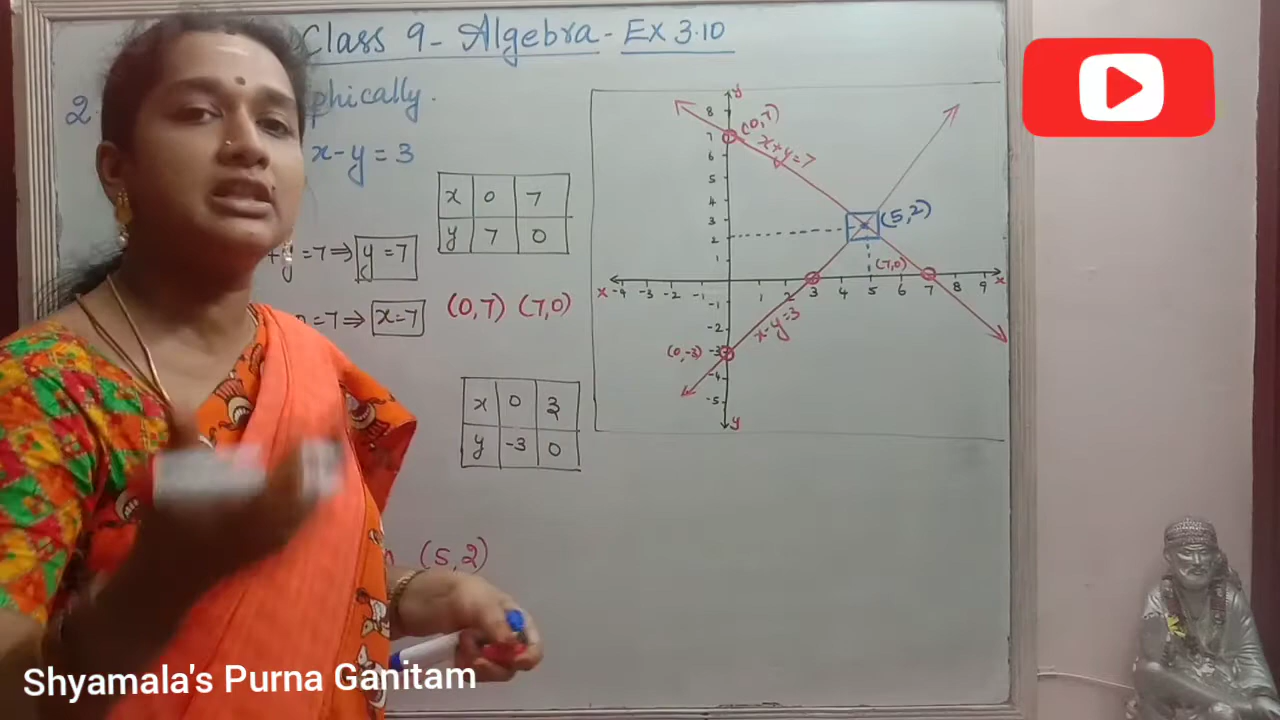 Class 9 - Algebra - EX 3.10
2.
phically.
x-y = 3
x 0 7
y 7 0
+y =7⇒ y = 7
=7⇒ x=7
(0,7) (7,0)
x 0 3
y -3 0
(5,2)
y
8
7 (0,7)
x+y=7
6
5
4
3 (5,2)
2
1
(7,0)
x -4 -3 -2 -1 1 2 3 4 5 6 7 8 9 x
-1
-2
x-y=3
(0,-3) -3
-4
-5
y
Shyamala's Purna Ganitam